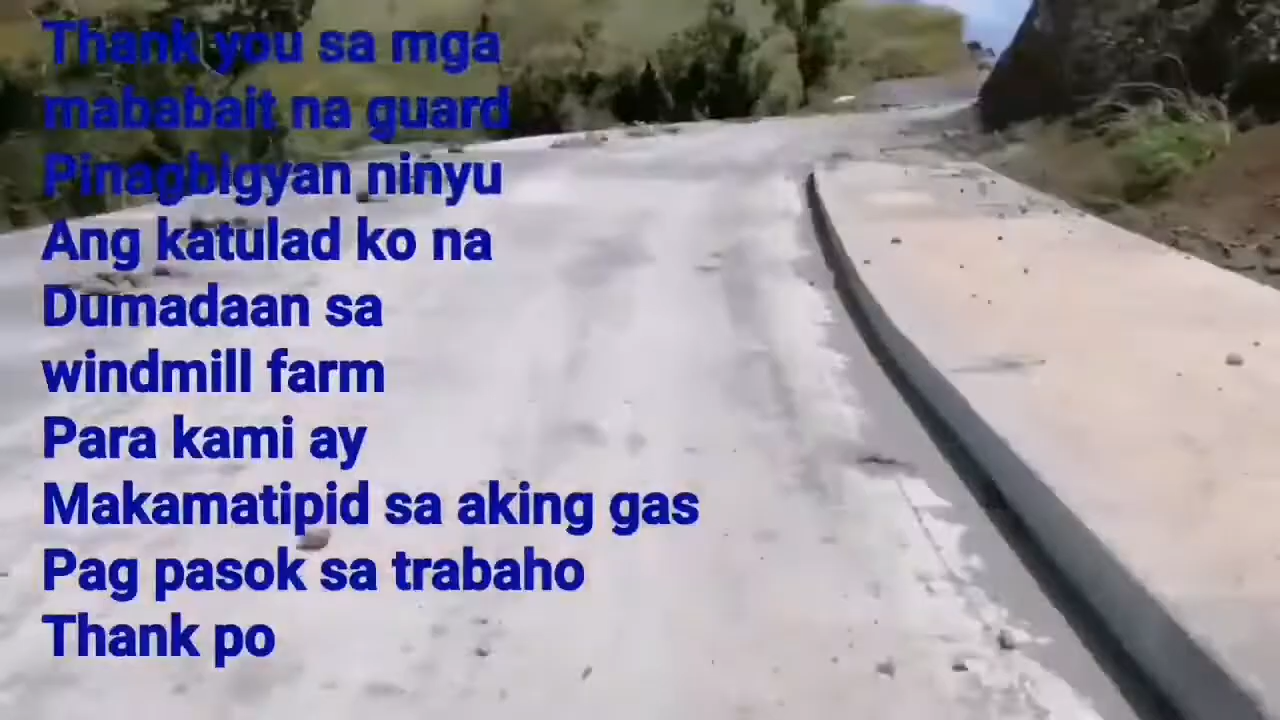 Thank you sa mga
mababait na guard
Pinagbigyan ninyu
Ang katulad ko na
Dumadaan sa
windmill farm
Para kami ay
Makamatipid sa aking gas
Pag pasok sa trabaho
Thank po